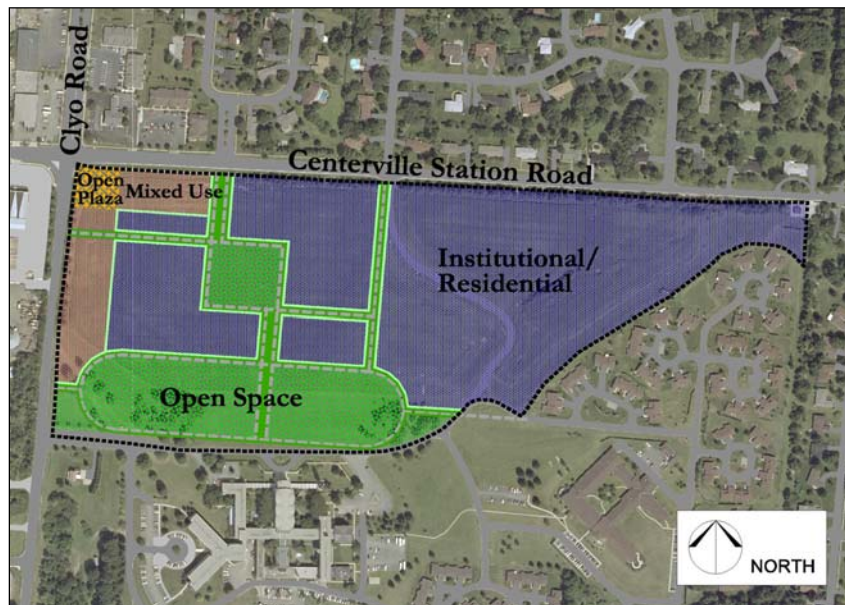 Clyo Road
Centerville Station Road
Open
Plaza
Mixed Use
Institutional/
Residential
Open Space
NORTH